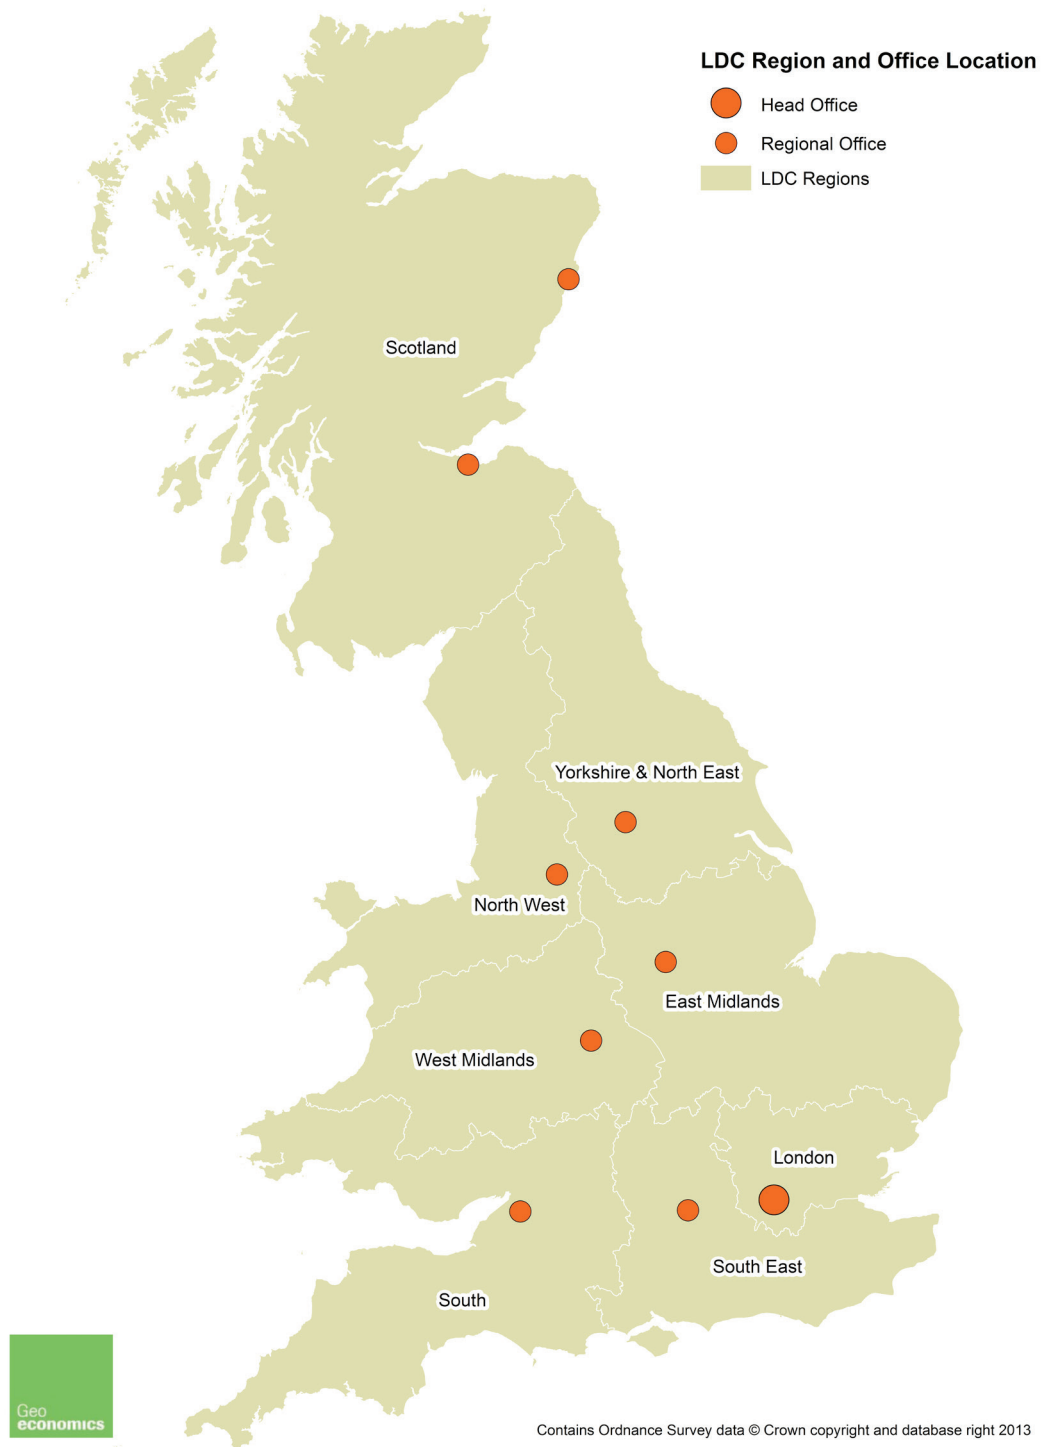 LDC Region and Office Location
Head Office
Regional Office
LDC Regions
Scotland
Yorkshire & North East
North West
East Midlands
West Midlands
London
South East
South
Geo
economics
Contains Ordnance Survey data © Crown copyright and database right 2013